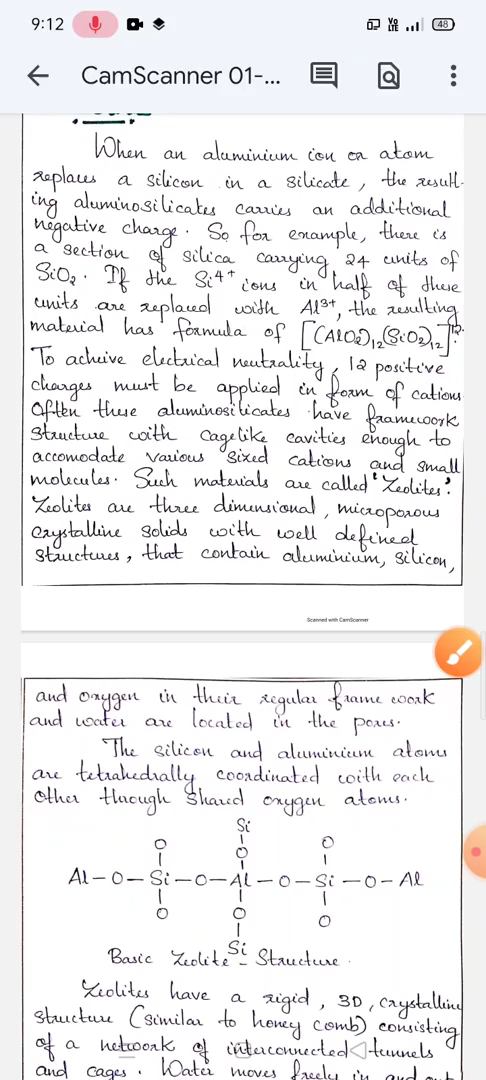 9:12
Vo
LTE
48
CamScanner 01-...
When an aluminium ion or atom
replaces a silicon in a silicate, the result-
ing aluminosilicates carries an additional
negative charge. So for example, there is
a section of silica carrying 24 units of
SiO2. If the Si4+ ions in half of these
units are replaced with Al3+, the resulting
material has formula of [(AlO2)12(SiO2)12]12-
To achieve electrical neutrality, 12 positive
charges must be applied in form of cations.
Often these aluminosilicates have framework
structure with cagelike cavities enough to
accomodate various sized cations and small
molecules. Such materials are called 'Zeolites'.
Zeolites are three dimensional, microporous
crystalline solids with well defined
structures, that contain aluminium, silicon,
Scanned with CamScanner
and oxygen in their regular frame work
and water are located in the pores.
The silicon and aluminium atoms
are tetrahedrally coordinated with each
other through shared oxygen atoms.
Si
O O O
Al-O-Si-O-Al-O-Si-O-Al
O O O
Si
Basic Zeolite - Structure.
Zeolites have a rigid, 3D, crystalline
structure (similar to honey comb) consisting
of a network of interconnected tunnels
and cages. Water moves freely in and out